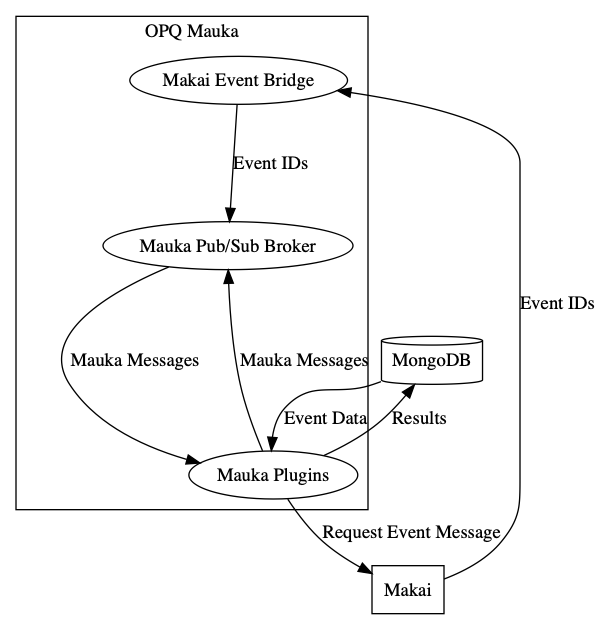 OPQ Mauka
Makai Event Bridge
Event IDs
Mauka Pub/Sub Broker
Event IDs
Mauka Messages
Mauka Messages
MongoDB
Event Data
Results
Mauka Plugins
Request Event Message
Makai